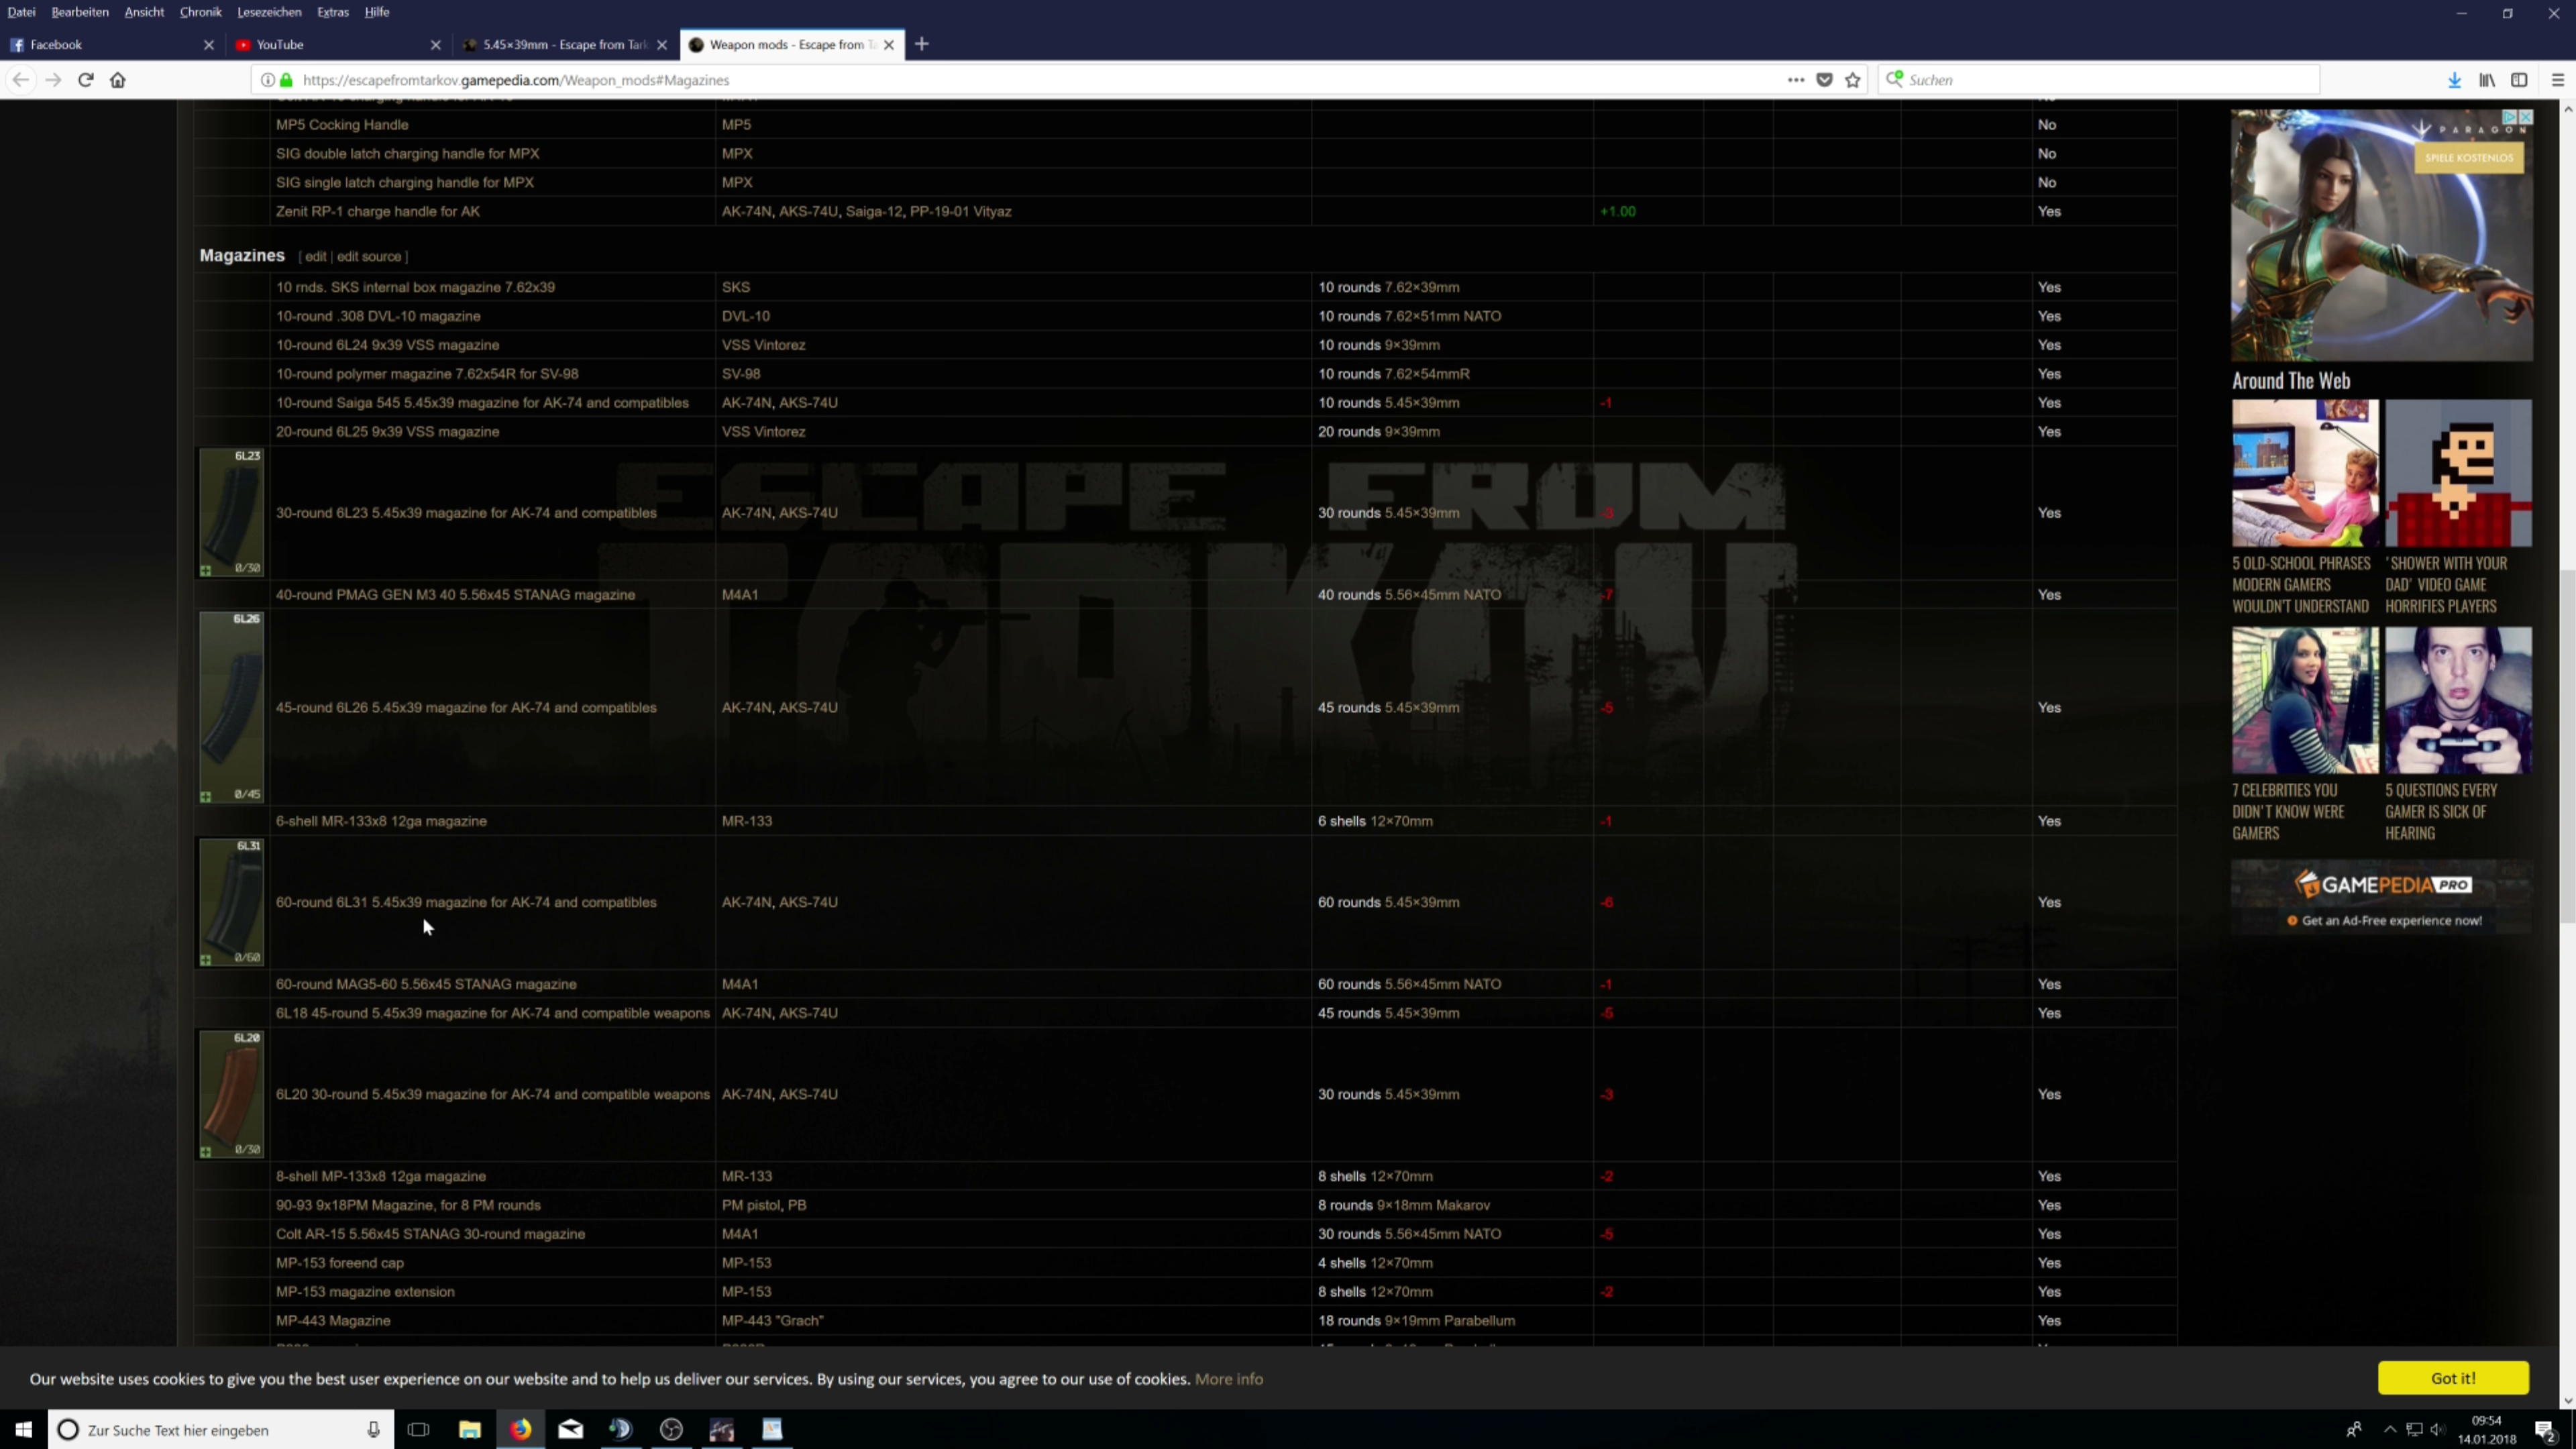 Datei Bearbeiten Ansicht Chronik Lesezeichen Extras Hilfe
Facebook YouTube 5.45×39mm - Escape from Tark Weapon mods - Escape from Ta
https://escapefromtarkov.gamepedia.com/Weapon_mods#Magazines Suchen
MP5 Cocking Handle MP5 No
SIG double latch charging handle for MPX MPX No
SIG single latch charging handle for MPX MPX No
Zenit RP-1 charge handle for AK AK-74N, AKS-74U, Saiga-12, PP-19-01 Vityaz +1.00 Yes
Magazines [ edit | edit source ]
10 rnds. SKS internal box magazine 7.62x39 SKS 10 rounds 7.62×39mm Yes
10-round .308 DVL-10 magazine DVL-10 10 rounds 7.62×51mm NATO Yes
10-round 6L24 9x39 VSS magazine VSS Vintorez 10 rounds 9×39mm Yes
10-round polymer magazine 7.62x54R for SV-98 SV-98 10 rounds 7.62×54mmR Yes
10-round Saiga 545 5.45x39 magazine for AK-74 and compatibles AK-74N, AKS-74U 10 rounds 5.45×39mm -1 Yes
20-round 6L25 9x39 VSS magazine VSS Vintorez 20 rounds 9×39mm Yes
6L23
30-round 6L23 5.45x39 magazine for AK-74 and compatibles AK-74N, AKS-74U 30 rounds 5.45×39mm -3 Yes
0/30
40-round PMAG GEN M3 40 5.56x45 STANAG magazine M4A1 40 rounds 5.56×45mm NATO -7 Yes
6L26
45-round 6L26 5.45x39 magazine for AK-74 and compatibles AK-74N, AKS-74U 45 rounds 5.45×39mm -5 Yes
0/45
6-shell MR-133x8 12ga magazine MR-133 6 shells 12×70mm -1 Yes
6L31
60-round 6L31 5.45x39 magazine for AK-74 and compatibles AK-74N, AKS-74U 60 rounds 5.45×39mm -6 Yes
0/60
60-round MAG5-60 5.56x45 STANAG magazine M4A1 60 rounds 5.56×45mm NATO -1 Yes
6L18 45-round 5.45x39 magazine for AK-74 and compatible weapons AK-74N, AKS-74U 45 rounds 5.45×39mm -5 Yes
6L20
6L20 30-round 5.45x39 magazine for AK-74 and compatible weapons AK-74N, AKS-74U 30 rounds 5.45×39mm -3 Yes
0/30
8-shell MP-133x8 12ga magazine MR-133 8 shells 12×70mm -2 Yes
90-93 9x18PM Magazine, for 8 PM rounds PM pistol, PB 8 rounds 9×18mm Makarov Yes
Colt AR-15 5.56x45 STANAG 30-round magazine M4A1 30 rounds 5.56×45mm NATO -5 Yes
MP-153 foreend cap MP-153 4 shells 12×70mm Yes
MP-153 magazine extension MP-153 8 shells 12×70mm -2 Yes
MP-443 Magazine MP-443 "Grach" 18 rounds 9×19mm Parabellum Yes
ESCAPE FROM
TARKOV
PARAGON
SPIELE KOSTENLOS
Around The Web
5 OLD-SCHOOL PHRASES
MODERN GAMERS
WOULDN'T UNDERSTAND
'SHOWER WITH YOUR
DAD' VIDEO GAME
HORRIFIES PLAYERS
7 CELEBRITIES YOU
DIDN'T KNOW WERE
GAMERS
5 QUESTIONS EVERY
GAMER IS SICK OF
HEARING
GAMEPEDIA PRO
Get an Ad-Free experience now!
Our website uses cookies to give you the best user experience on our website and to help us deliver our services. By using our services, you agree to our use of cookies. More info Got it!
Zur Suche Text hier eingeben
09:54
14.01.2018
2